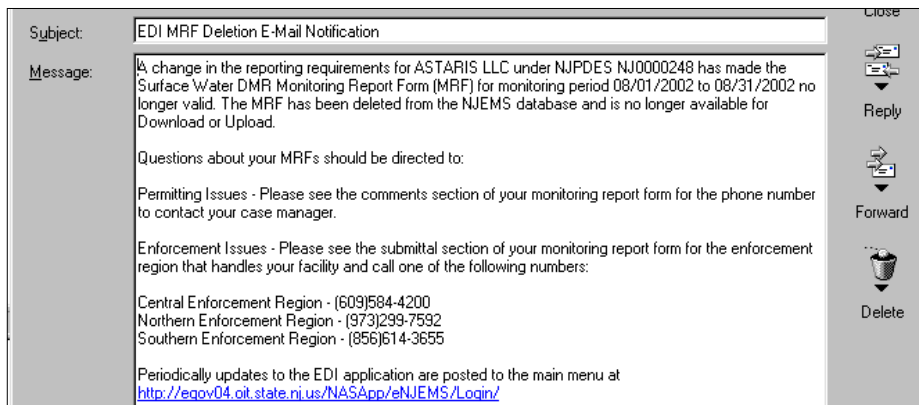 Close
Subject:
EDI MRF Deletion E-Mail Notification
Message:
A change in the reporting requirements for ASTARIS LLC under NJPDES NJ0000248 has made the
Surface Water DMR Monitoring Report Form (MRF) for monitoring period 08/01/2002 to 08/31/2002 no
longer valid. The MRF has been deleted from the NJEMS database and is no longer available for
Download or Upload.
Questions about your MRFs should be directed to:
Permitting Issues - Please see the comments section of your monitoring report form for the phone number
to contact your case manager.
Enforcement Issues - Please see the submittal section of your monitoring report form for the enforcement
region that handles your facility and call one of the following numbers:
Central Enforcement Region - (609)584-4200
Northern Enforcement Region - (973)299-7592
Southern Enforcement Region - (856)614-3655
Periodically updates to the EDI application are posted to the main menu at
http://egov04.oit.state.nj.us/NASApp/eNJEMS/Login/
Reply
Forward
Delete